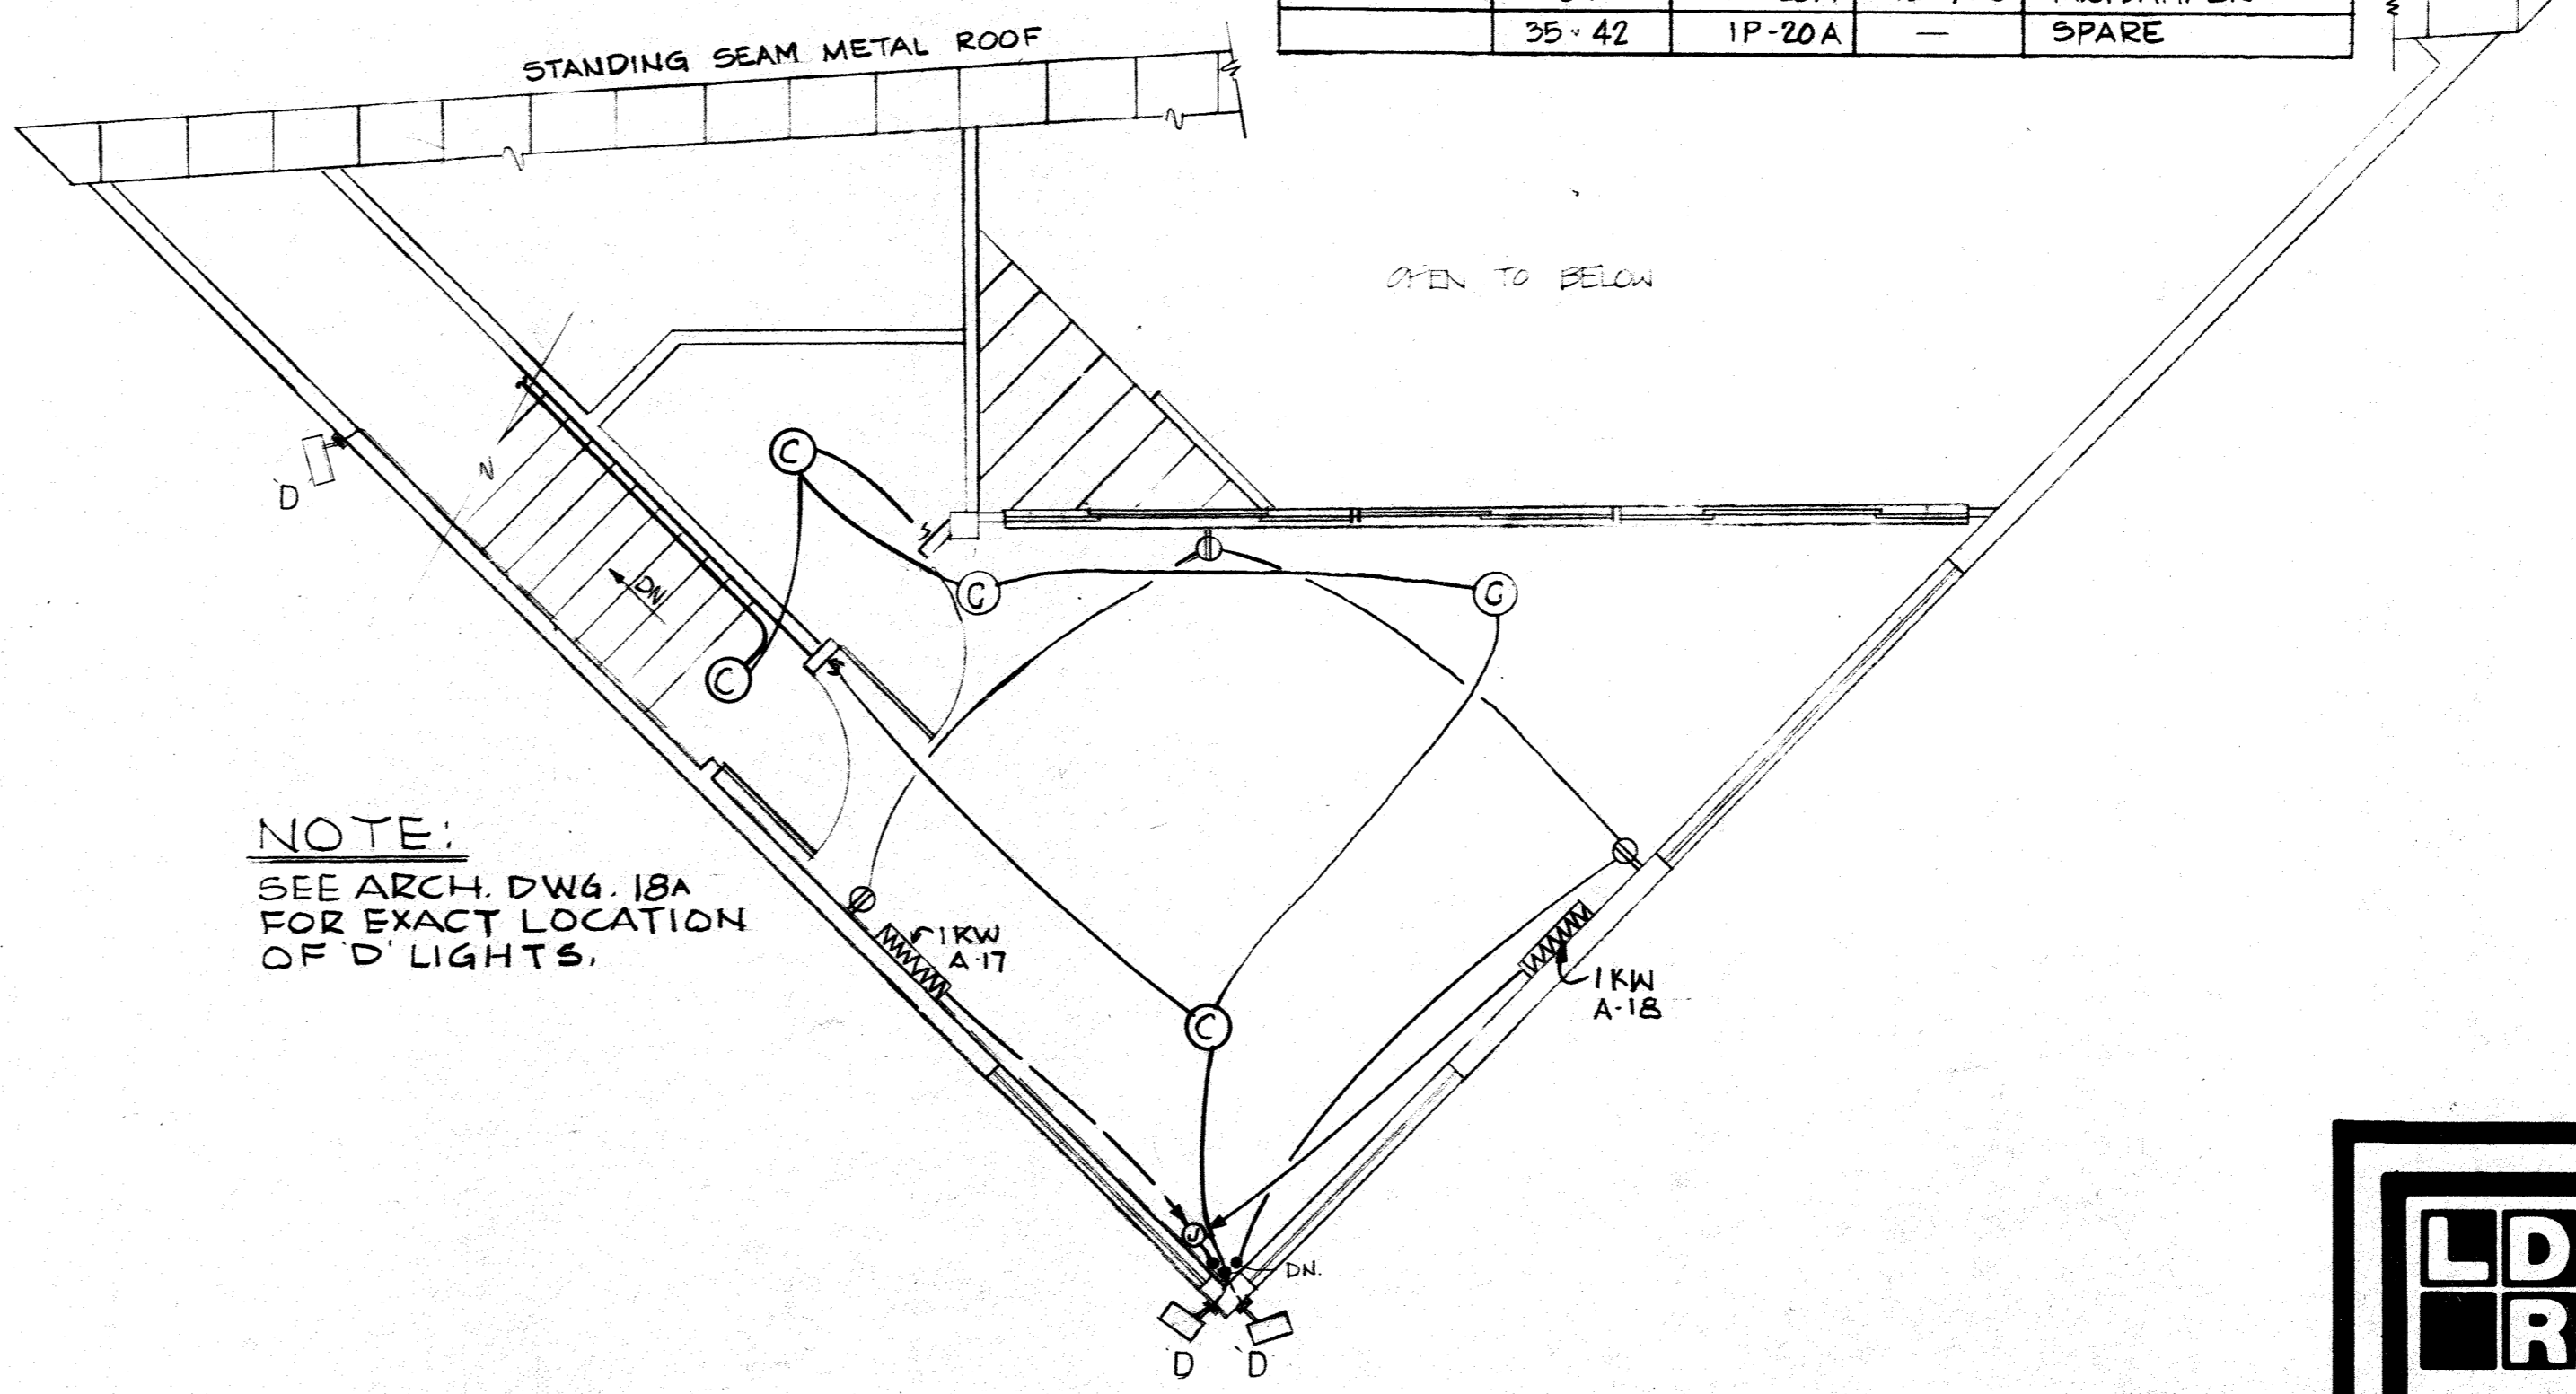 35 - 42 1P-20A — SPARE
STANDING SEAM METAL ROOF
OPEN TO BELOW
C
'D'
N
DN
C
C
C
S
S
NOTE:
SEE ARCH. DWG. 18A
FOR EXACT LOCATION
OF 'D' LIGHTS.
1KW
A-17
1KW
A-18
C
J
DN.
'D'
'D'
LD
R